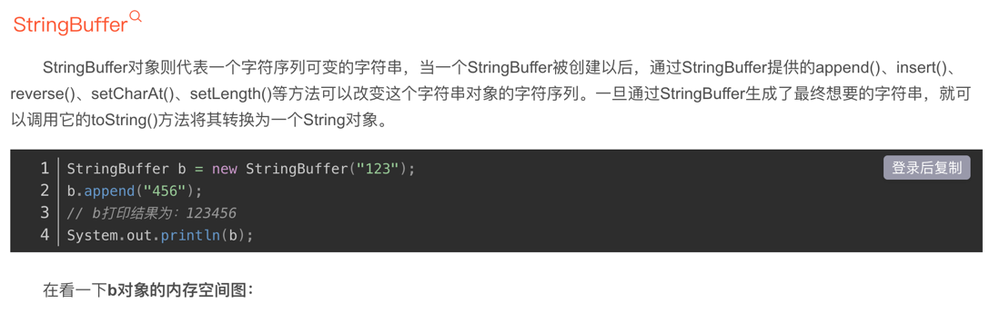 StringBuffer
StringBuffer对象则代表一个字符序列可变的字符串，当一个StringBuffer被创建以后，通过StringBuffer提供的append()、insert()、
reverse()、setCharAt()、setLength()等方法可以改变这个字符串对象的字符序列。一旦通过StringBuffer生成了最终想要的字符串，就可
以调用它的toString()方法将其转换为一个String对象。
1 StringBuffer b = new StringBuffer("123");
登录后复制
2 b.append("456");
3 // b打印结果为：123456
4 System.out.println(b);
在看一下b对象的内存空间图：